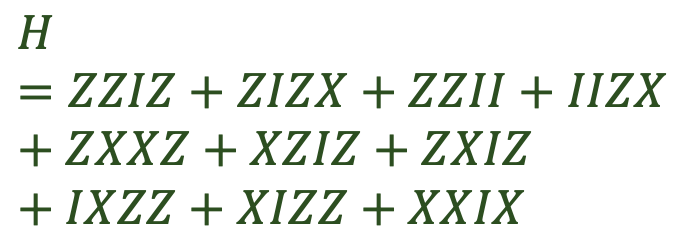 H
= ZZIZ + ZIZX + ZZII + IIZX
+ ZXXZ + XZIZ + ZXIZ
+ IXZZ + XIZZ + XXIX